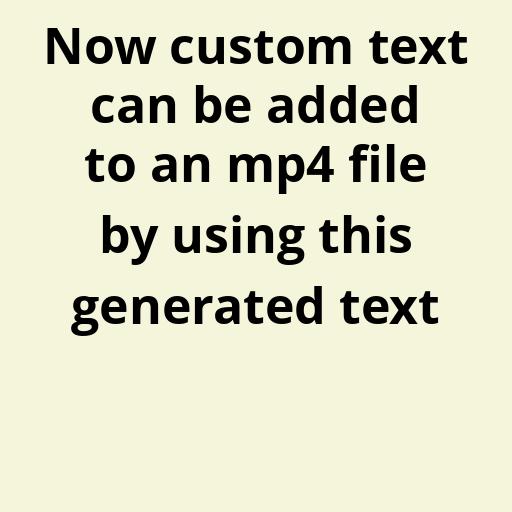 Now custom text
can be added
to an mp4 file
by using this
generated text